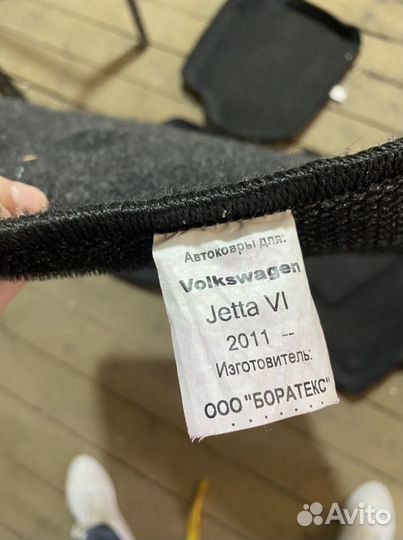 Автоковры для:
Volkswagen
Jetta VI
2011 --
Изготовитель:
ООО "БОРАТЕКС"
Avito